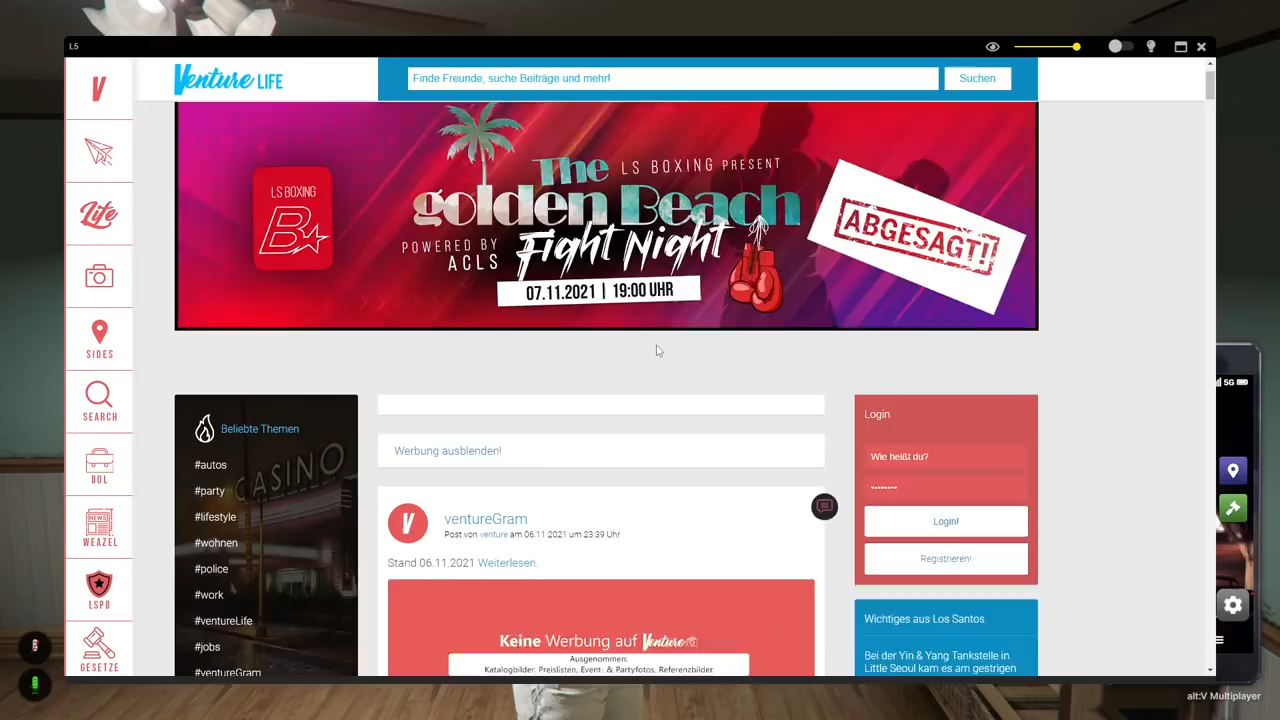 L5
Venture LIFE
Finde Freunde, suche Beiträge und mehr!
Suchen
V
Life
SIDES
SEARCH
DOL
NEWS
WEAZEL
LSPD
GESETZE
LS BOXING
B
The LS BOXING PRESENT
golden Beach
POWERED BY
ACLS
Fight Night
07.11.2021 | 19:00 UHR
ABGESAGT!
Beliebte Themen
#autos
#party
#lifestyle
#wohnen
#police
#work
#ventureLife
#jobs
#ventureGram
CASINO
Werbung ausblenden!
V
ventureGram
Post von venture am 06.11.2021 um 23:39 Uhr
Stand 06.11.2021 Weiterlesen.
Keine Werbung auf Venture
Ausgenommen:
Katalogbilder, Preislisten, Event- & Partyfotos, Referenzbilder
Login
Wie heißt du?
••••••••
Login!
Registrieren!
Wichtiges aus Los Santos
Bei der Yin & Yang Tankstelle in
Little Seoul kam es am gestrigen
5G
alt:V Multiplayer